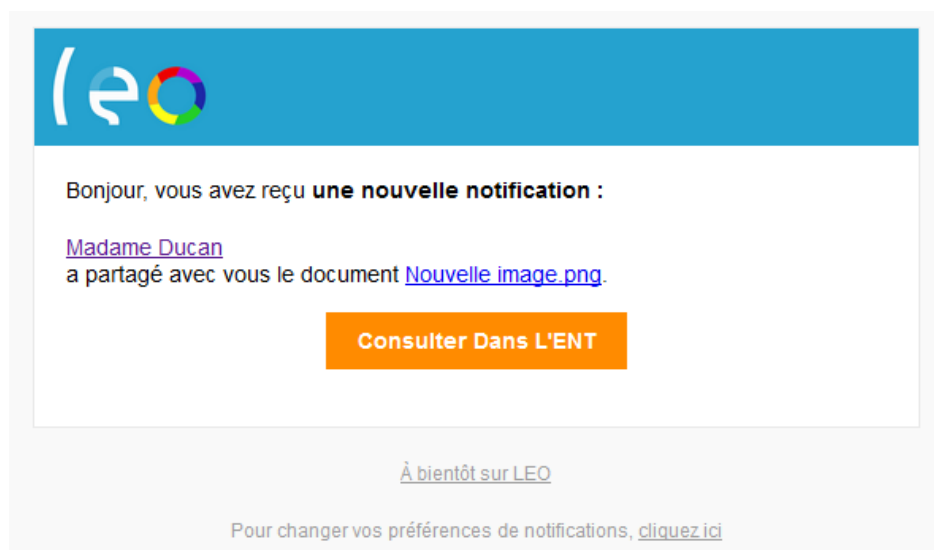 leo
Bonjour, vous avez reçu une nouvelle notification :
Madame Ducan
a partagé avec vous le document Nouvelle image.png.
Consulter Dans L'ENT
À bientôt sur LEO
Pour changer vos préférences de notifications, cliquez ici